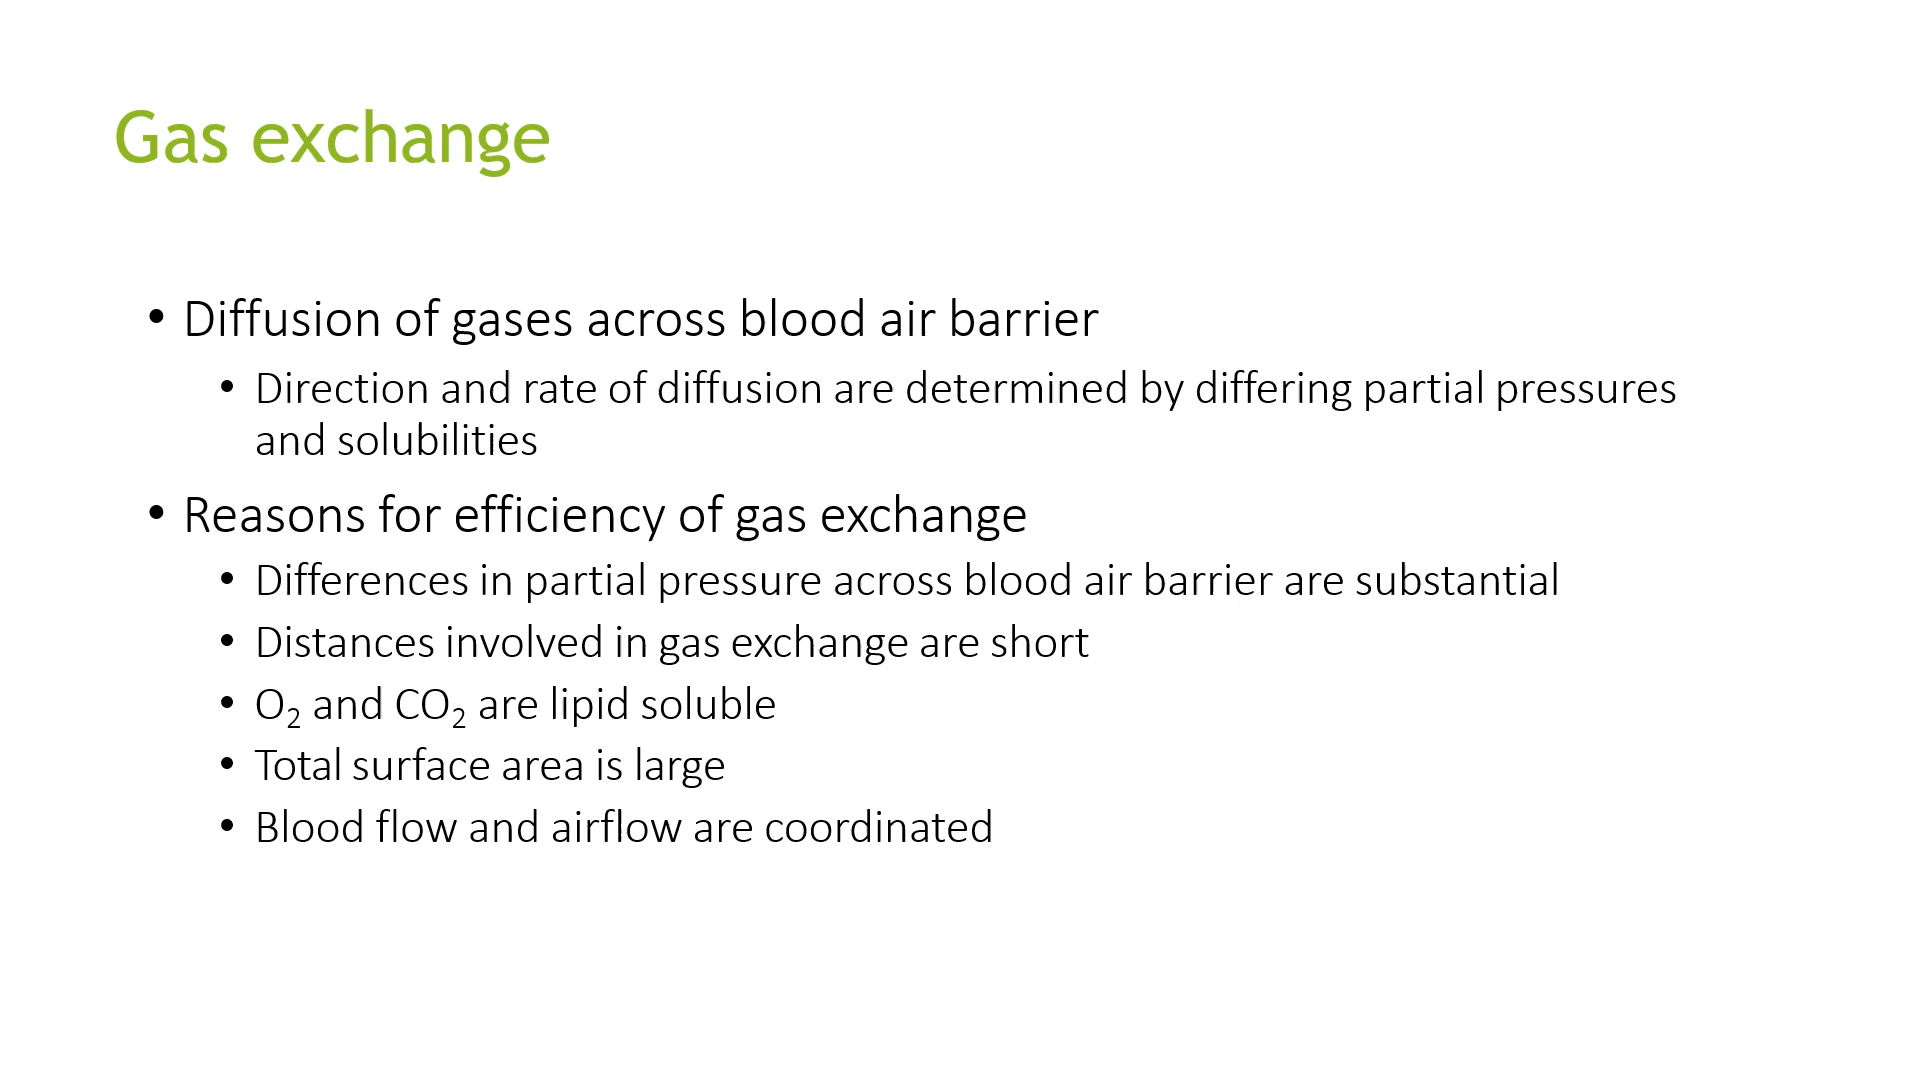 Gas exchange
• Diffusion of gases across blood air barrier
• Direction and rate of diffusion are determined by differing partial pressures
and solubilities
• Reasons for efficiency of gas exchange
• Differences in partial pressure across blood air barrier are substantial
• Distances involved in gas exchange are short
• O₂ and CO₂ are lipid soluble
• Total surface area is large
• Blood flow and airflow are coordinated